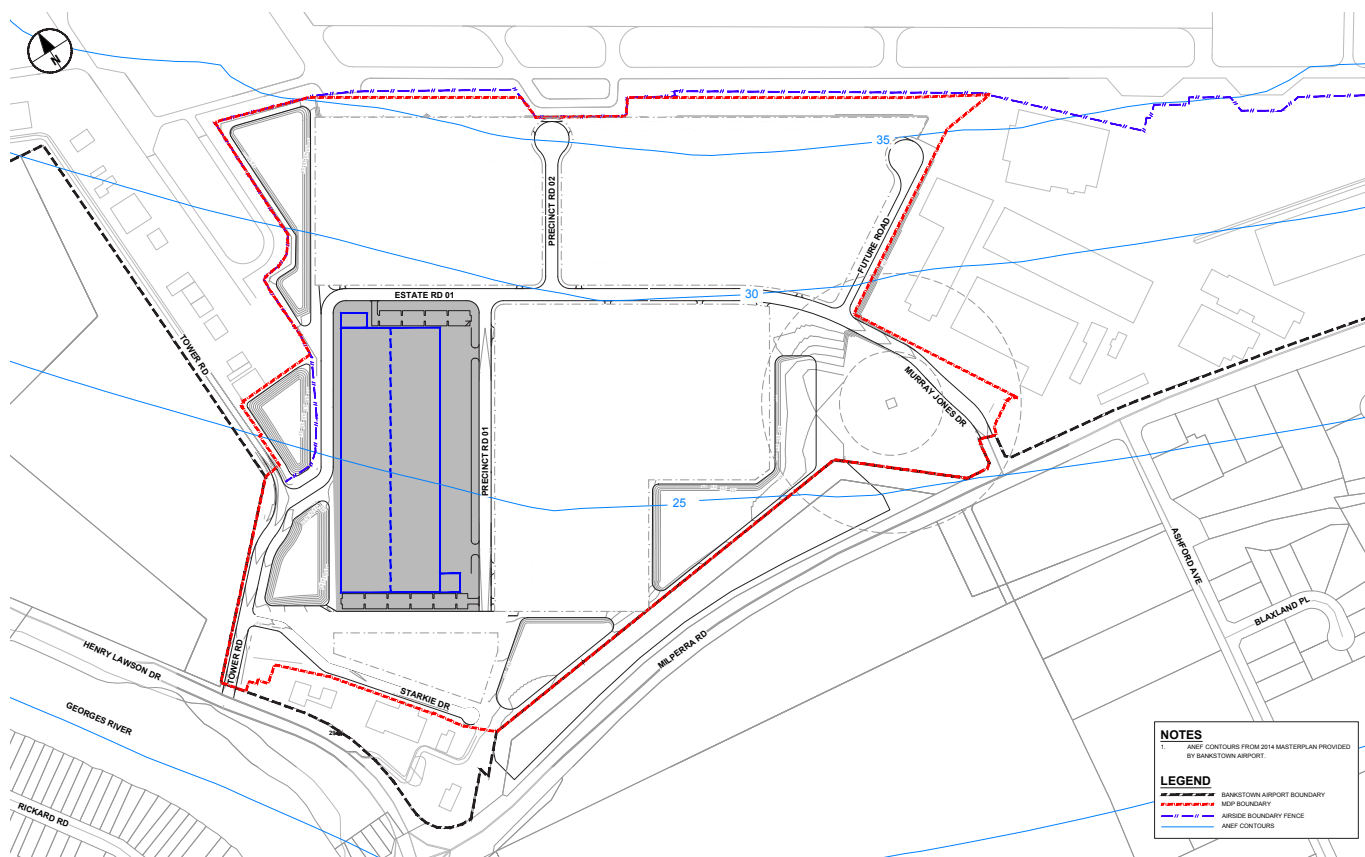 N
35
PRECINCT RD 02
FUTURE ROAD
ESTATE RD 01
30
TOWER RD
MURRAY JONES DR
PRECINCT RD 01
25
ASHFORD AVE
BLAXLAND PL
MILPERRA RD
HENRY LAWSON DR
TOWER RD
STARKIE DR
GEORGES RIVER
RICKARD RD
NOTES
1. ANEF CONTOURS FROM 2014 MASTERPLAN PROVIDED
BY BANKSTOWN AIRPORT.
LEGEND
BANKSTOWN AIRPORT BOUNDARY
MDP BOUNDARY
AIRSIDE BOUNDARY FENCE
ANEF CONTOURS